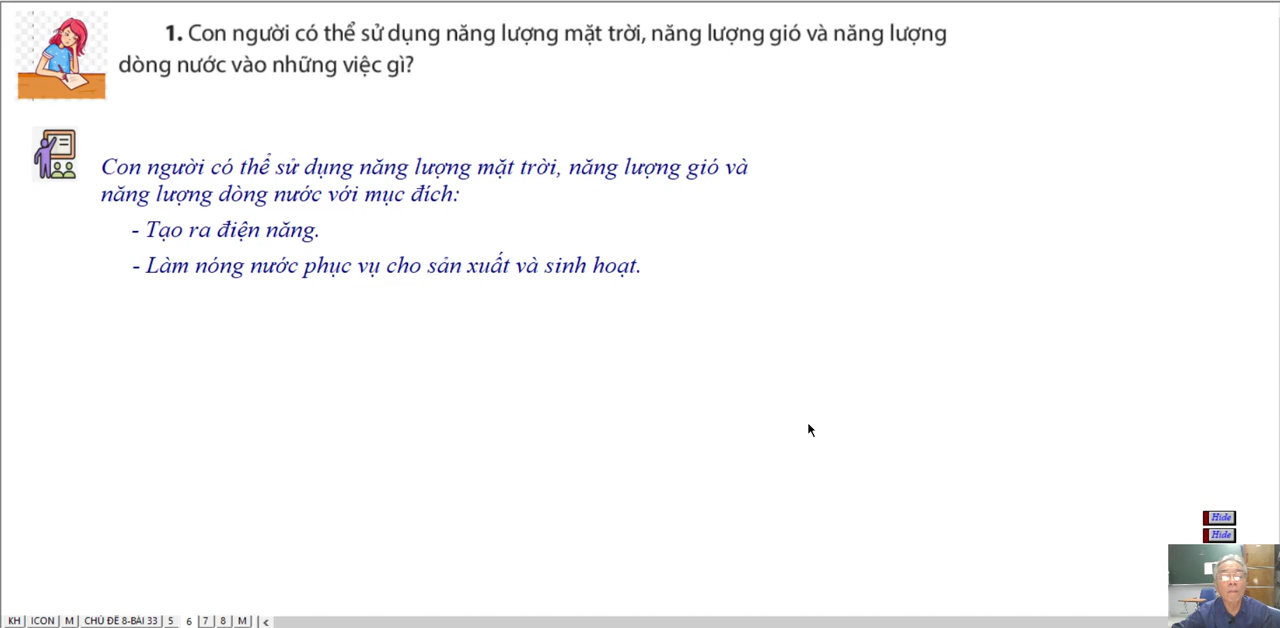 1. Con người có thể sử dụng năng lượng mặt trời, năng lượng gió và năng lượng
dòng nước vào những việc gì?
Con người có thể sử dụng năng lượng mặt trời, năng lượng gió và
năng lượng dòng nước với mục đích:
- Tạo ra điện năng.
- Làm nóng nước phục vụ cho sản xuất và sinh hoạt.
Hide
Hide
KH | ICON | M | CHỦ ĐỀ 8-BÀI 33 | 5 6 | 7 | 8 | M | <